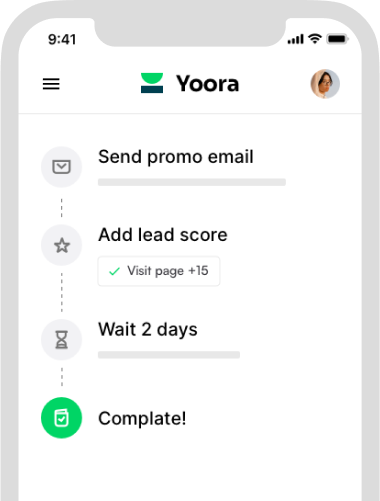 9:41
Yoora
Send promo email
Add lead score
Visit page +15
Wait 2 days
Complate!